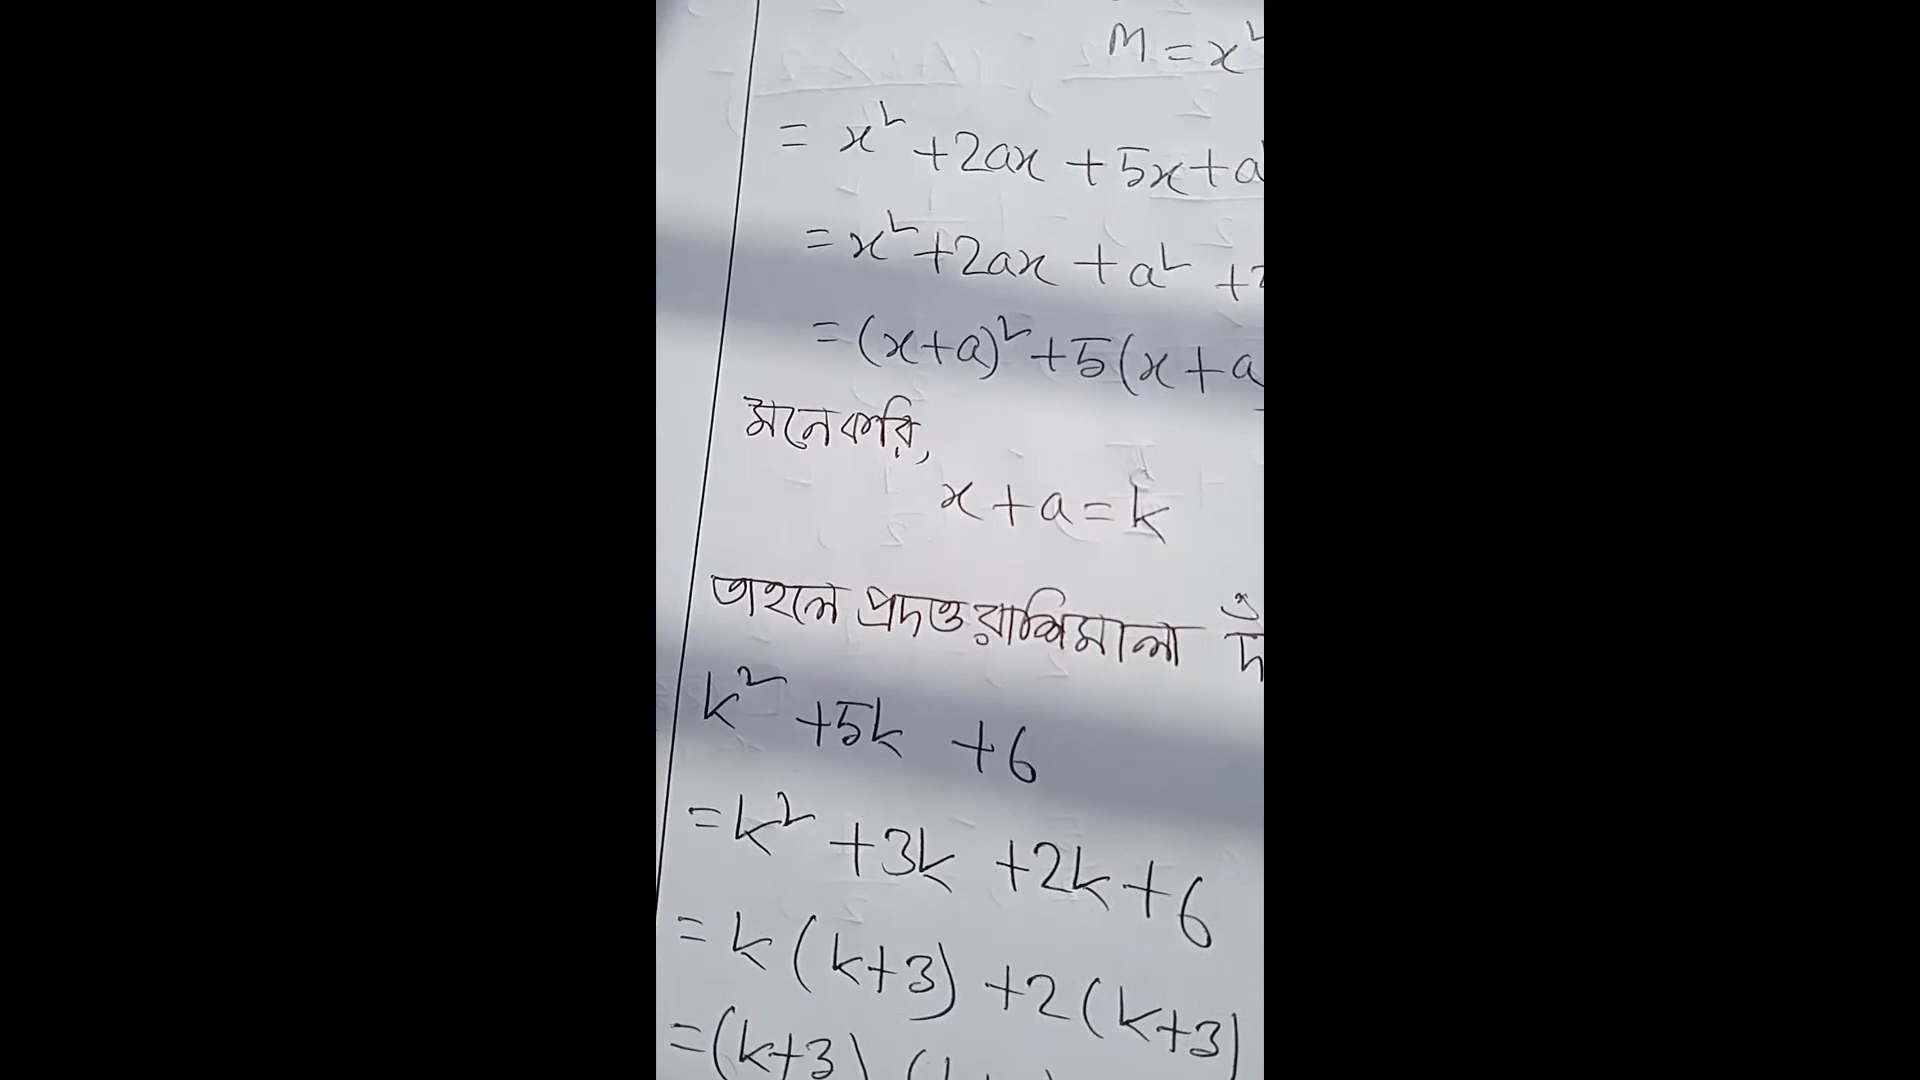 M = x²
= x² + 2ax + 5x + a
= x² + 2ax + a² +
= (x+a)² + 5(x+a
মনেকরি,
x + a = k
তাহলে প্রদত্ত রাশিমালা
k² + 5k + 6
= k² + 3k + 2k + 6
= k (k+3) + 2 (k+3)
= (k+3)